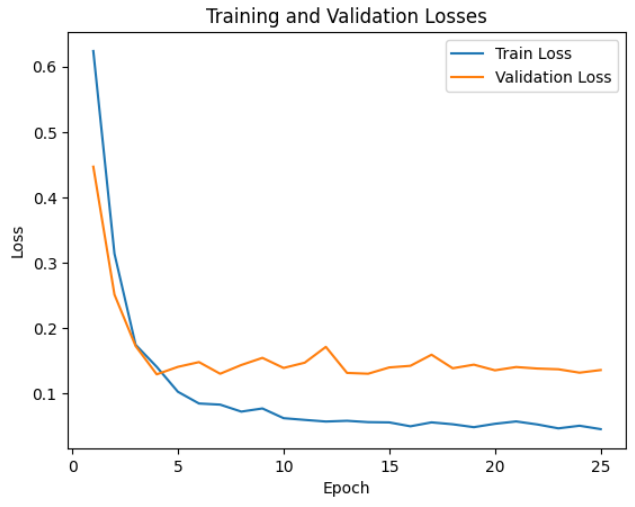 Training and Validation Losses
Train Loss
Validation Loss
Loss
0.6
0.5
0.4
0.3
0.2
0.1
0 5 10 15 20 25
Epoch